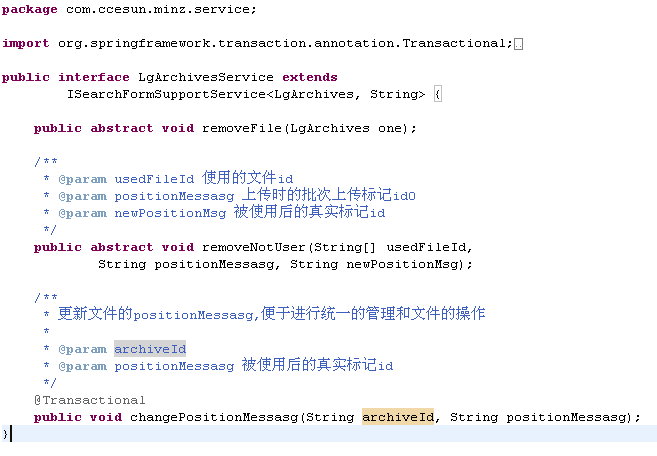 package com.ccesun.minz.service;
import org.springframework.transaction.annotation.Transactional;
public interface LgArchivesService extends
ISearchFormSupportService<LgArchives, String> {
public abstract void removeFile(LgArchives one);
/**
* @param usedFileId 使用的文件id
* @param positionMessasg 上传时的批次上传标记id0
* @param newPositionMsg 被使用后的真实标记id
*/
public abstract void removeNotUser(String[] usedFileId,
String positionMessasg, String newPositionMsg);
/**
* 更新文件的positionMessasg,便于进行统一的管理和文件的操作
*
* @param archiveId
* @param positionMessasg 被使用后的真实标记id
*/
@Transactional
public void changePositionMessasg(String archiveId, String positionMessasg);
}